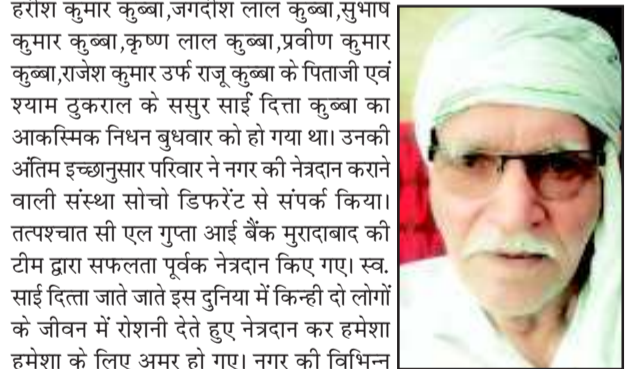 हरीश कुमार कुब्बा,जगदीश लाल कुब्बा,सुभाष
कुमार कुब्बा,कृष्ण लाल कुब्बा,प्रवीण कुमार
कुब्बा,राजेश कुमार उर्फ राजू कुब्बा के पिताजी एवं
श्याम ठुकराल के ससुर साईं दित्ता कुब्बा का
आकस्मिक निधन बुधवार को हो गया था। उनकी
अंतिम इच्छानुसार परिवार ने नगर की नेत्रदान कराने
वाली संस्था सोचो डिफरेंट से संपर्क किया।
तत्पश्चात सी एल गुप्ता आई बैंक मुरादाबाद की
टीम द्वारा सफलता पूर्वक नेत्रदान किए गए। स्व.
साई दित्ता जाते जाते इस दुनिया में किन्ही दो लोगों
के जीवन में रोशनी देते हुए नेत्रदान कर हमेशा
हमेशा के लिए अमर हो गए। नगर की विभिन्न